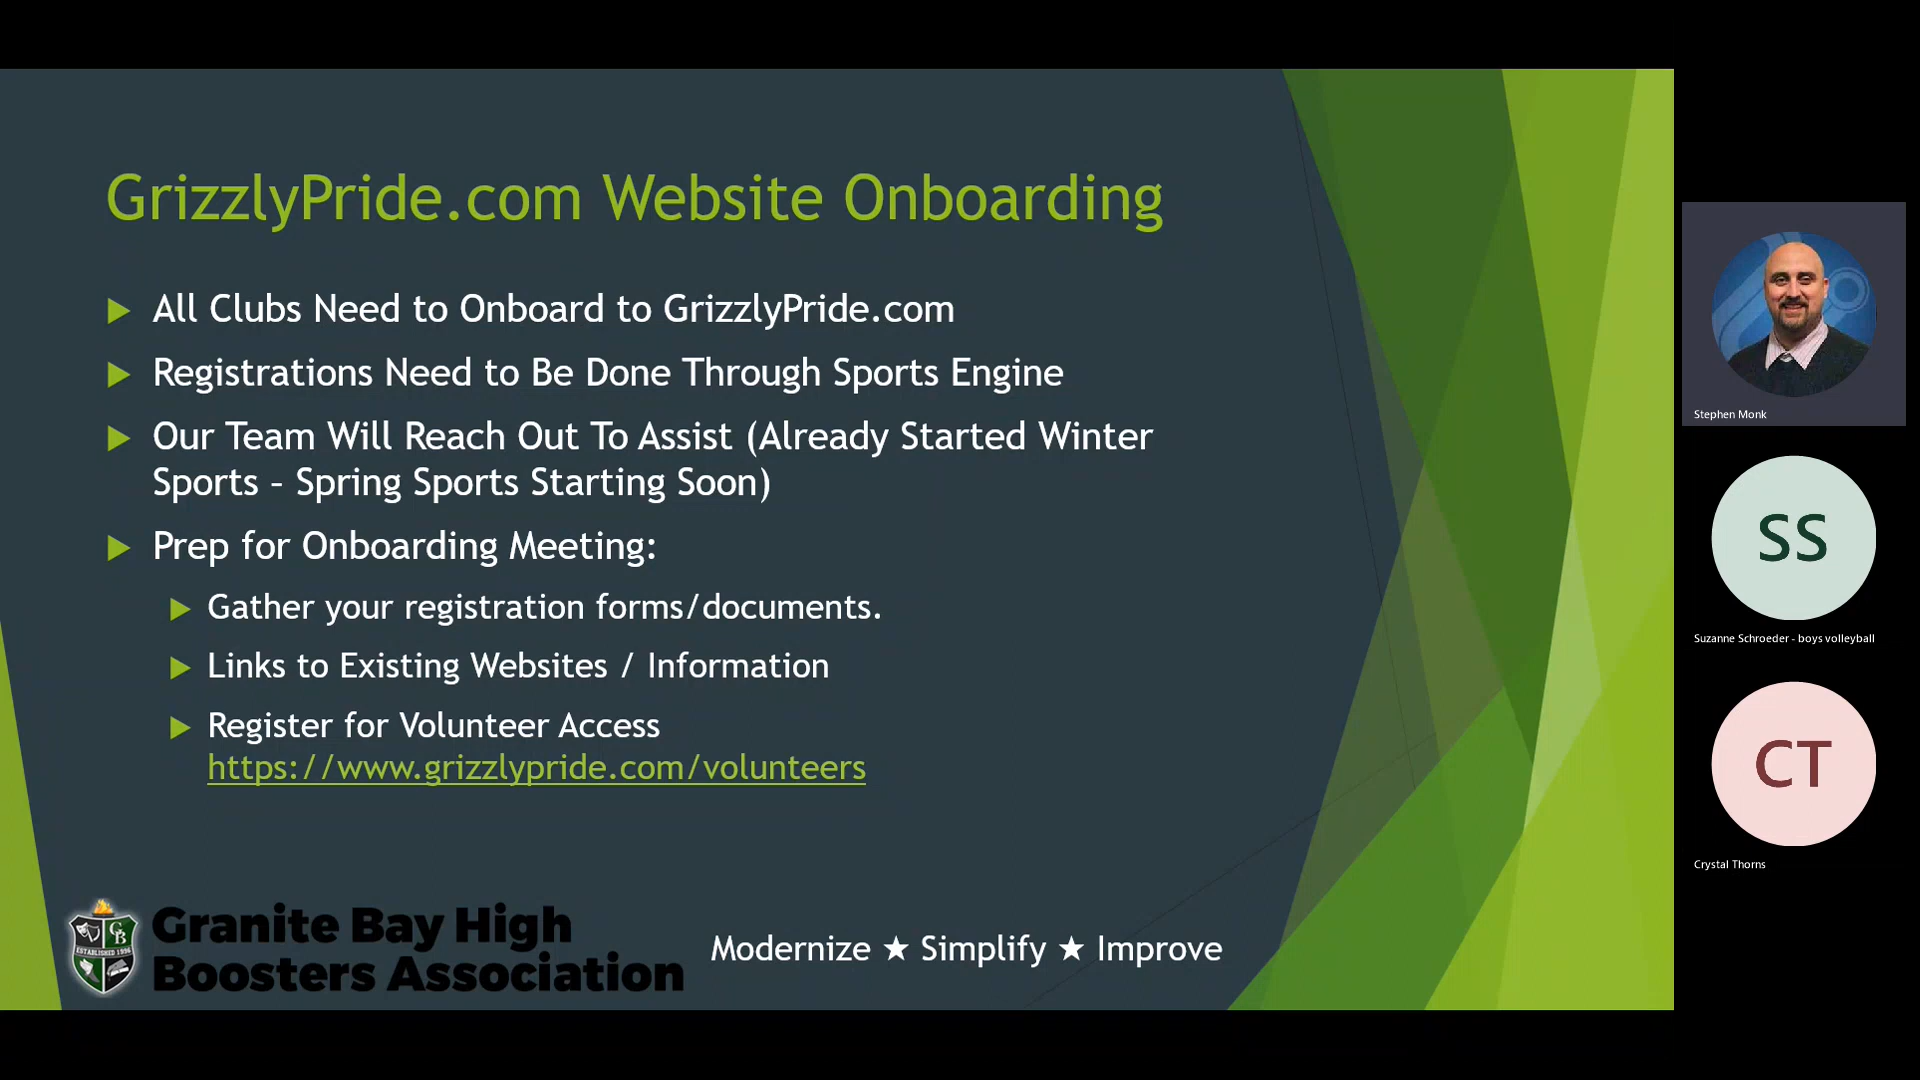 GrizzlyPride.com Website Onboarding
All Clubs Need to Onboard to GrizzlyPride.com
Registrations Need to Be Done Through Sports Engine
Our Team Will Reach Out To Assist (Already Started Winter
Sports – Spring Sports Starting Soon)
Prep for Onboarding Meeting:
Gather your registration forms/documents.
Links to Existing Websites / Information
Register for Volunteer Access
https://www.grizzlypride.com/volunteers
GB
ESTABLISHED 1996
Granite Bay High
Boosters Association
Modernize ★ Simplify ★ Improve
Stephen Monk
SS
Suzanne Schroeder - boys volleyball
CT
Crystal Thorns